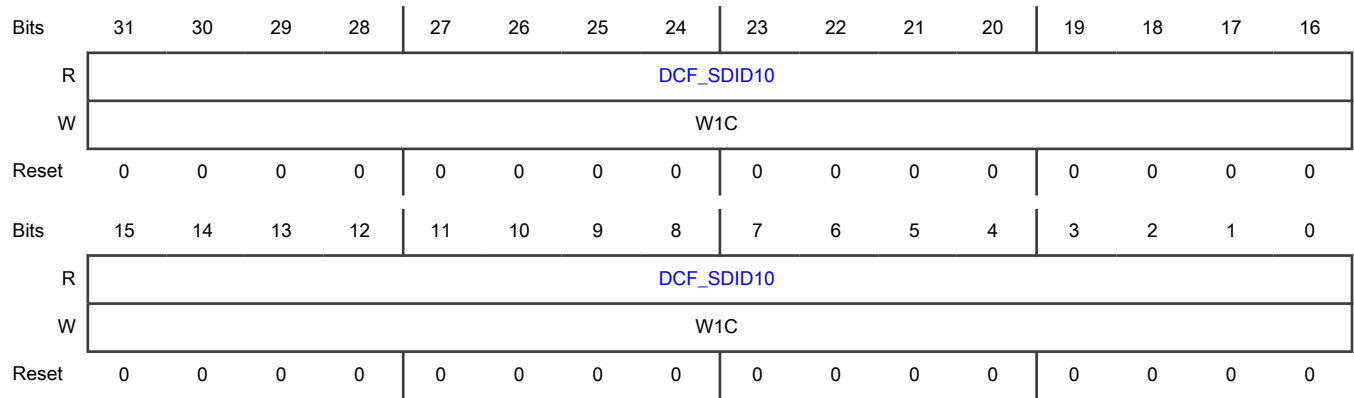 Bits 31 30 29 28 27 26 25 24 23 22 21 20 19 18 17 16
R DCF_SDID10
W W1C
Reset 0 0 0 0 0 0 0 0 0 0 0 0 0 0 0 0
Bits 15 14 13 12 11 10 9 8 7 6 5 4 3 2 1 0
R DCF_SDID10
W W1C
Reset 0 0 0 0 0 0 0 0 0 0 0 0 0 0 0 0